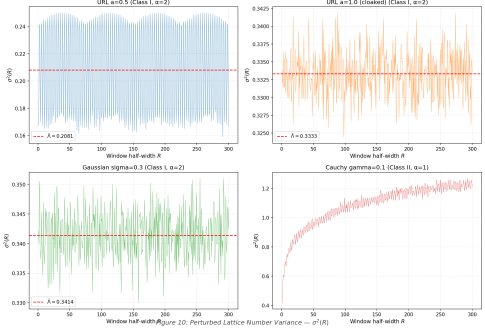 URL a=0.5 (Class I, α=2)
σ²(R)
0.24
0.22
0.20
0.18
0.16
Λ̄=0.2081
0 50 100 150 200 250 300
Window half-width R
URL a=1.0 (cloaked) (Class I, α=2)
σ²(R)
0.3425
0.3400
0.3375
0.3350
0.3325
0.3300
0.3275
0.3250
Λ̄=0.3333
0 50 100 150 200 250 300
Window half-width R
Gaussian sigma=0.3 (Class I, α=2)
σ²(R)
0.350
0.345
0.340
0.335
0.330
Λ̄=0.3414
0 50 100 150 200 250 300
Window half-width R
Cauchy gamma=0.1 (Class II, α=1)
σ²(R)
1.2
1.0
0.8
0.6
0.4
0 50 100 150 200 250 300
Window half-width R
Figure 10: Perturbed Lattice Number Variance — σ²(R)